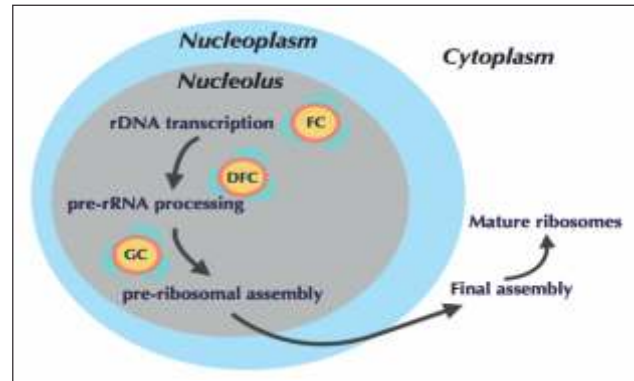 Nucleoplasm
Cytoplasm
Nucleolus
rDNA transcription
FC
DFC
pre-rRNA processing
GC
pre-ribosomal assembly
Mature ribosomes
Final assembly